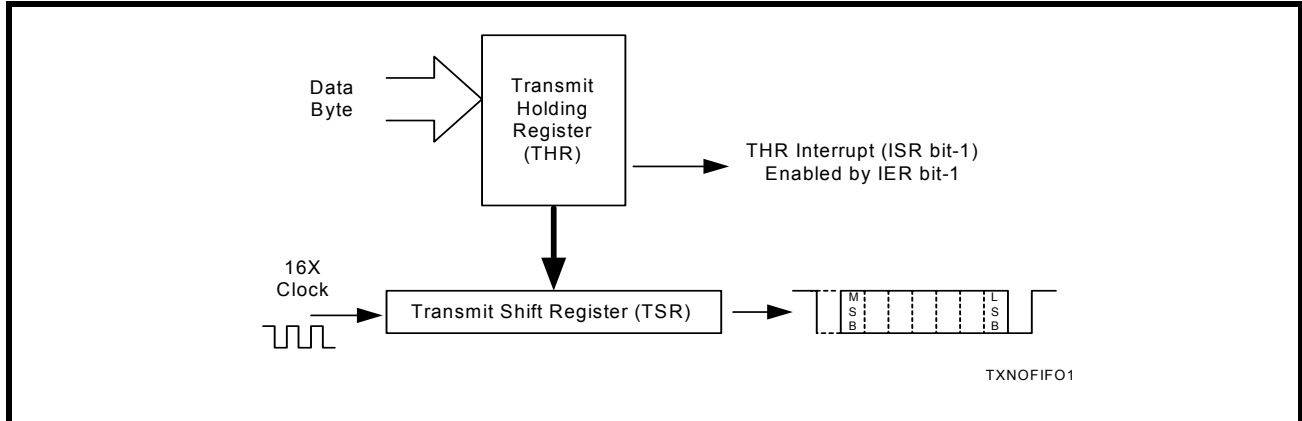 Data
Byte
Transmit
Holding
Register
(THR)
THR Interrupt (ISR bit-1)
Enabled by IER bit-1
16X
Clock
Transmit Shift Register (TSR)
M
S
B
L
S
B
TXNOFIFO1